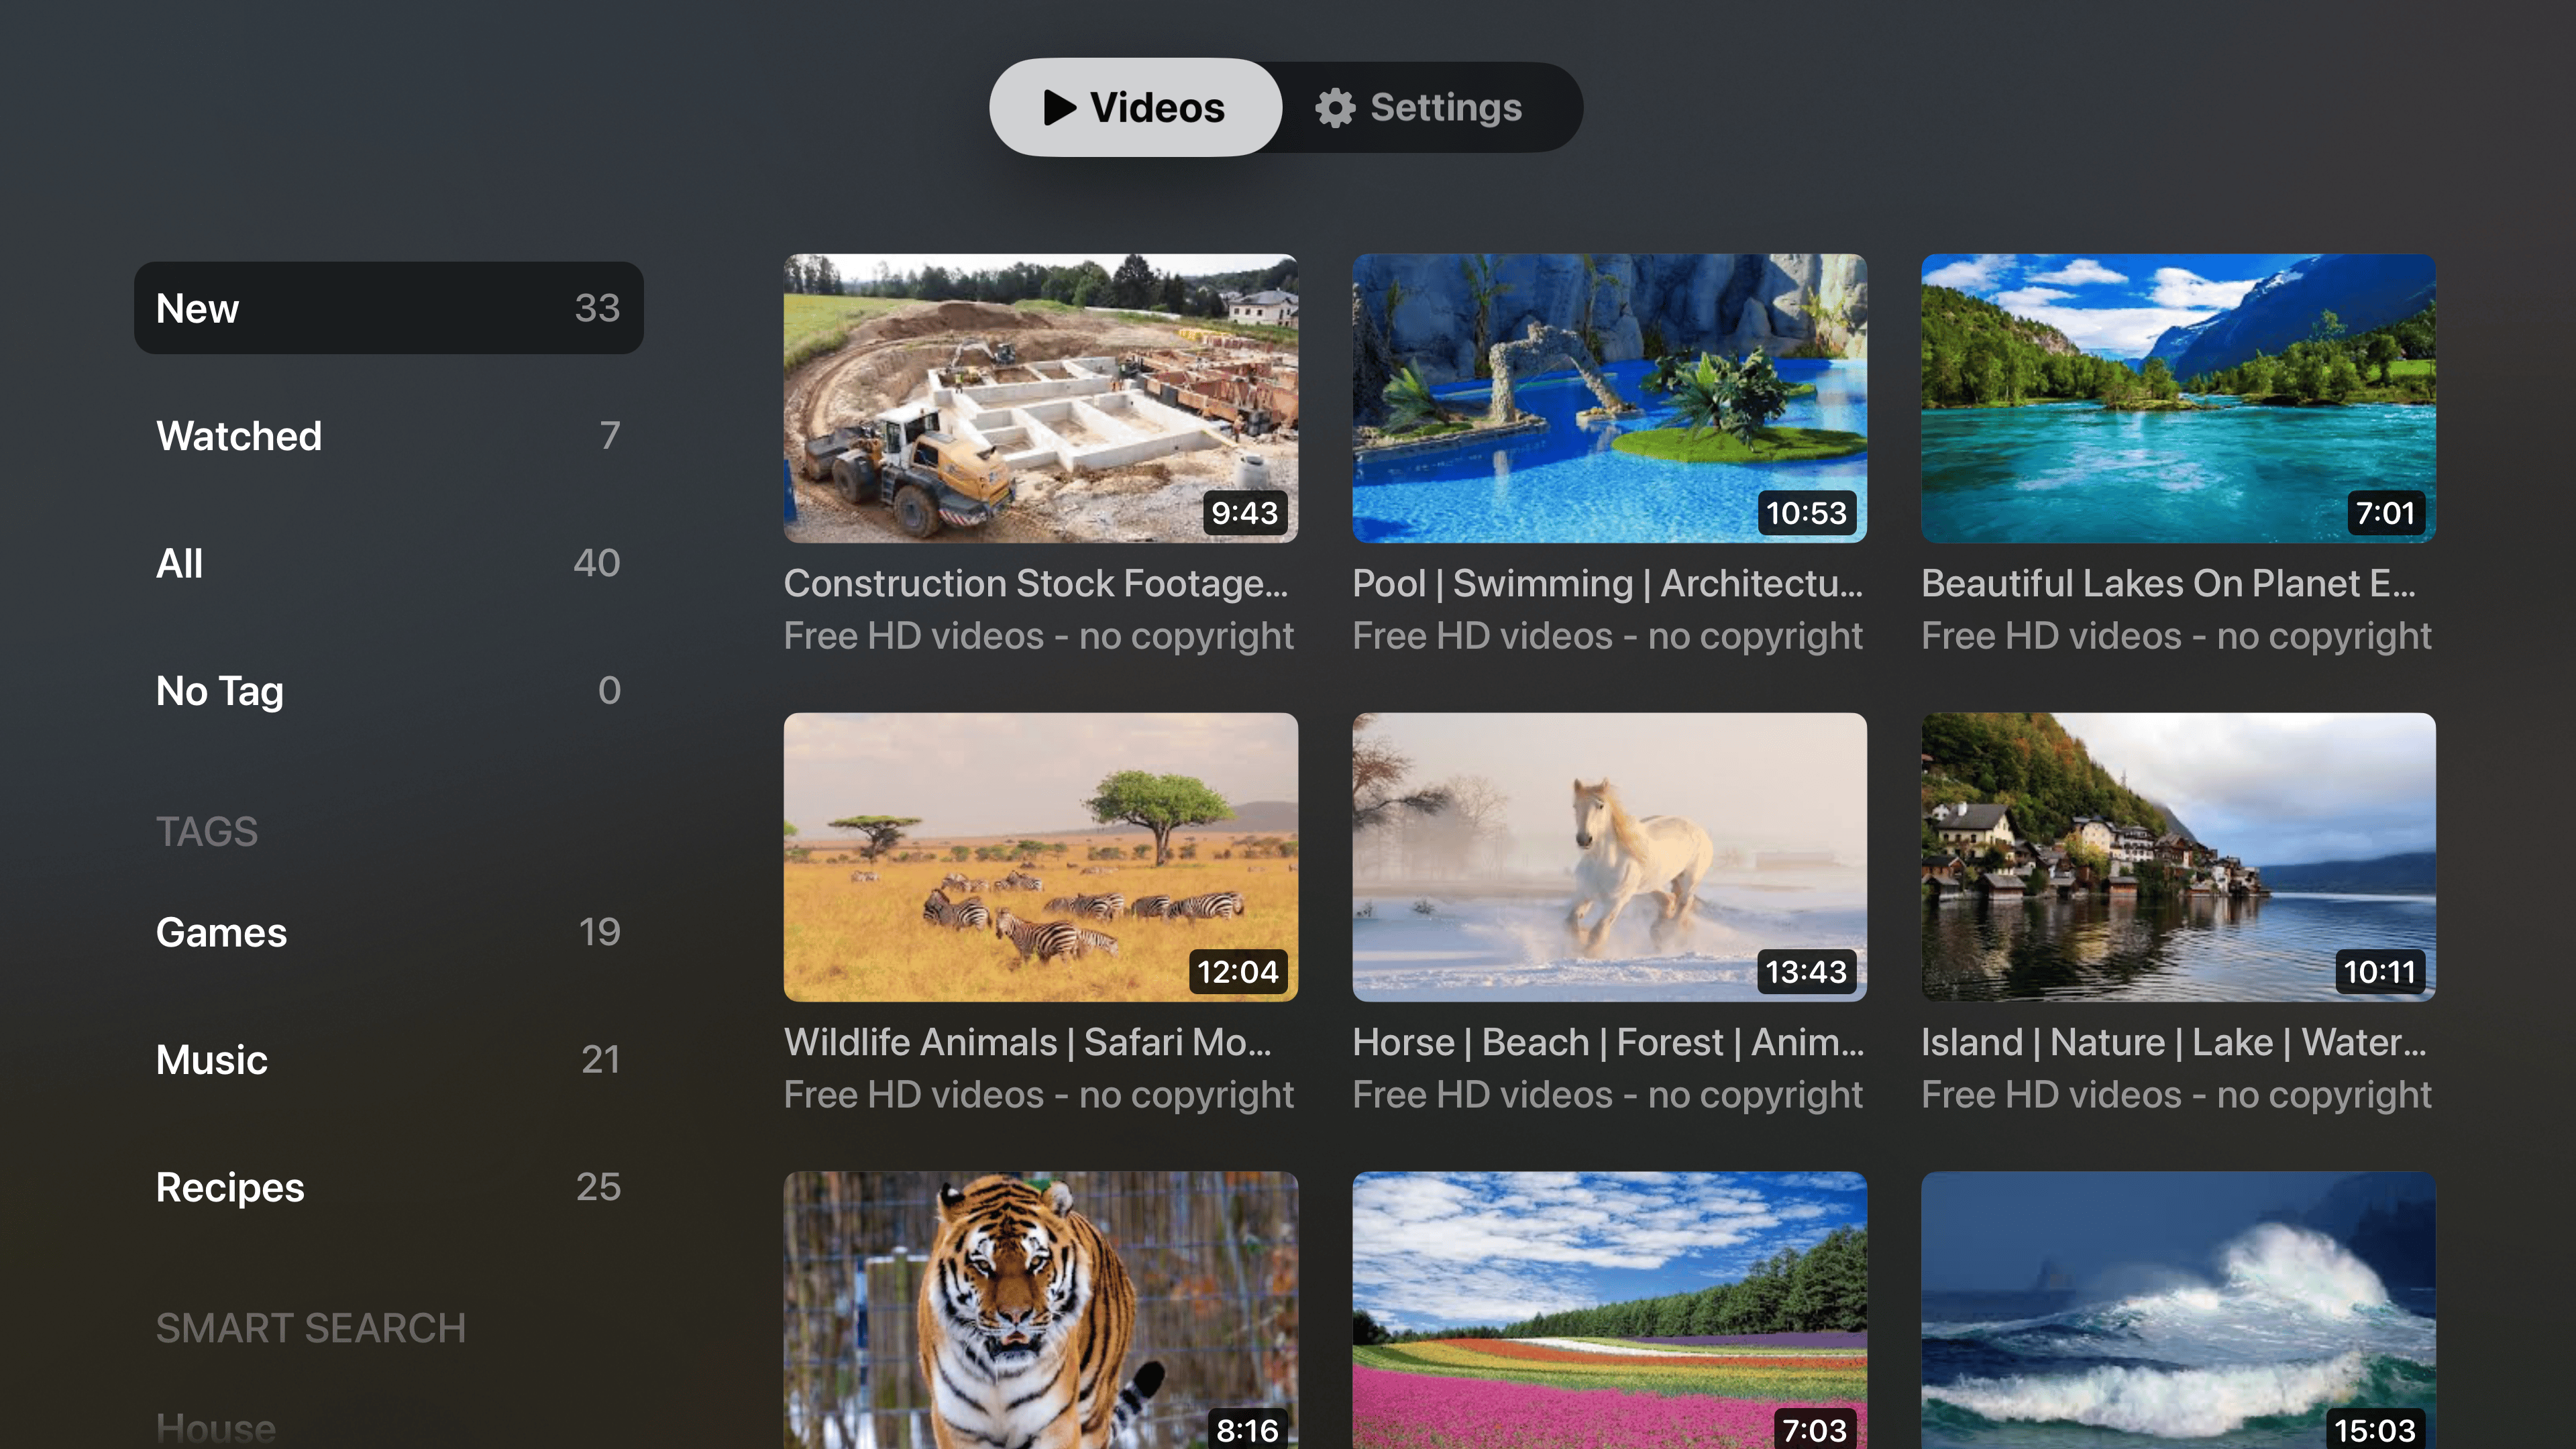 Videos
Settings
New 33
Watched 7
All 40
No Tag 0
TAGS
Games 19
Music 21
Recipes 25
SMART SEARCH
House
9:43
10:53
7:01
Construction Stock Footage...
Pool | Swimming | Architectu...
Beautiful Lakes On Planet E...
Free HD videos - no copyright
Free HD videos - no copyright
Free HD videos - no copyright
12:04
13:43
10:11
Wildlife Animals | Safari Mo...
Horse | Beach | Forest | Anim...
Island | Nature | Lake | Water...
Free HD videos - no copyright
Free HD videos - no copyright
Free HD videos - no copyright
8:16
7:03
15:03